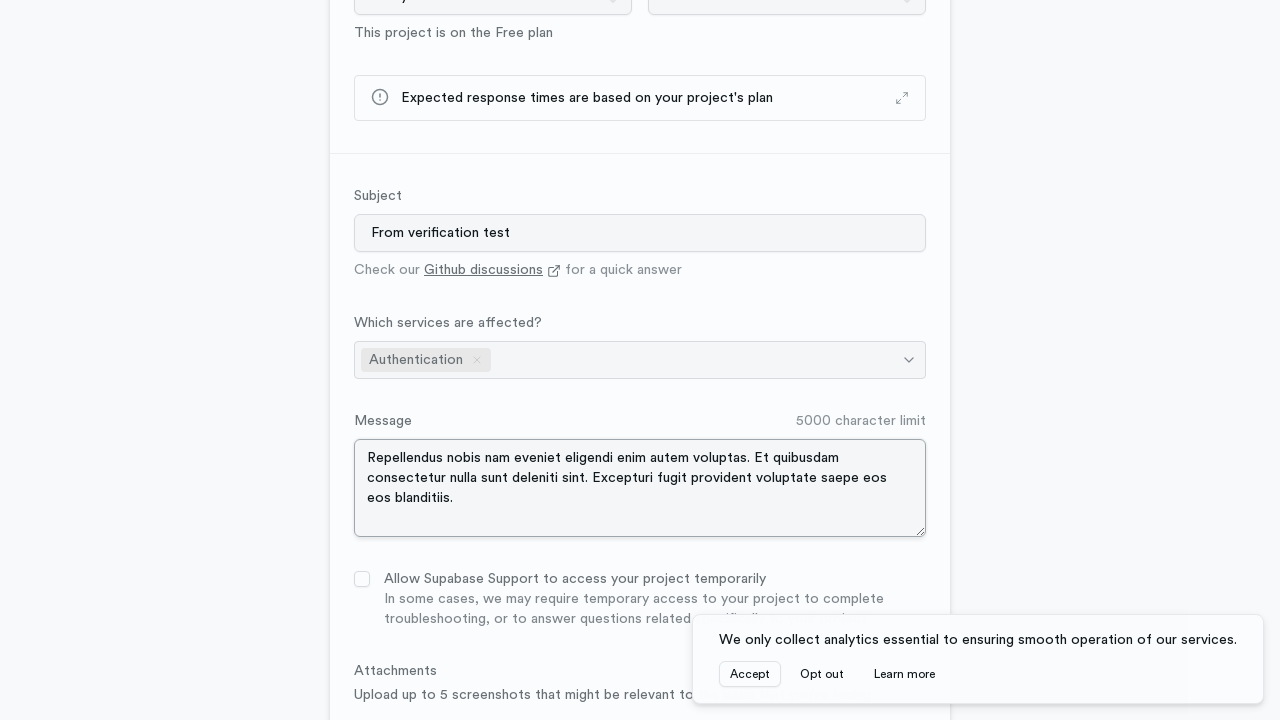 This project is on the Free plan
Expected response times are based on your project's plan
Subject
From verification test
Check our Github discussions for a quick answer
Which services are affected?
Authentication
Message
5000 character limit
Repellendus nobis nam eveniet eligendi enim autem voluptas. Et quibusdam
consectetur nulla sunt deleniti sint. Excepturi fugit provident voluptate saepe eos
eos blanditiis.
Allow Supabase Support to access your project temporarily
In some cases, we may require temporary access to your project to complete
troubleshooting, or to answer questions related
We only collect analytics essential to ensuring smooth operation of our services.
Accept
Opt out
Learn more
Attachments
Upload up to 5 screenshots that might be relevant to